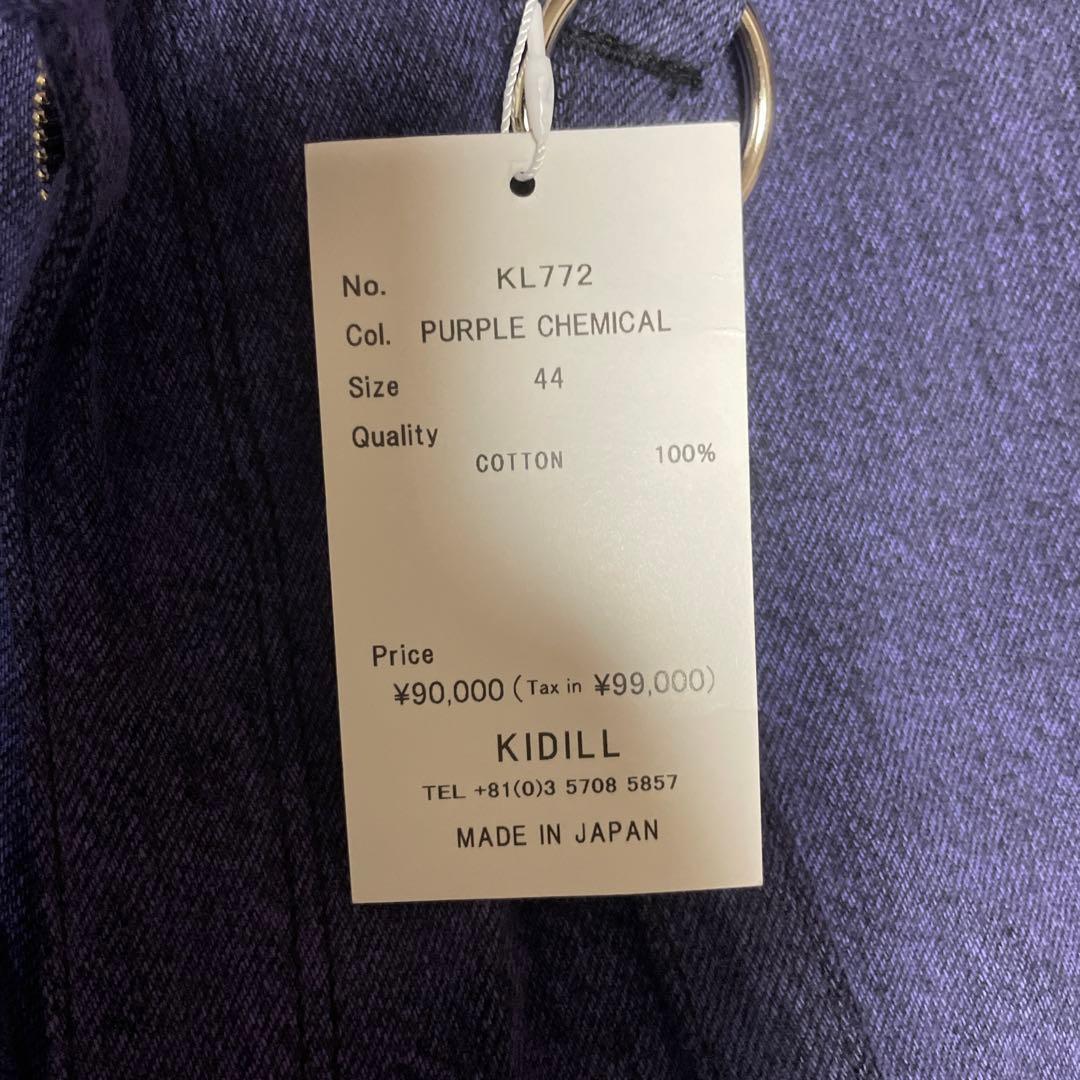 No. KL772
Col. PURPLE CHEMICAL
Size 44
Quality
COTTON 100%
Price
¥90,000 (Tax in ¥99,000)
KIDILL
TEL +81(0)3 5708 5857
MADE IN JAPAN